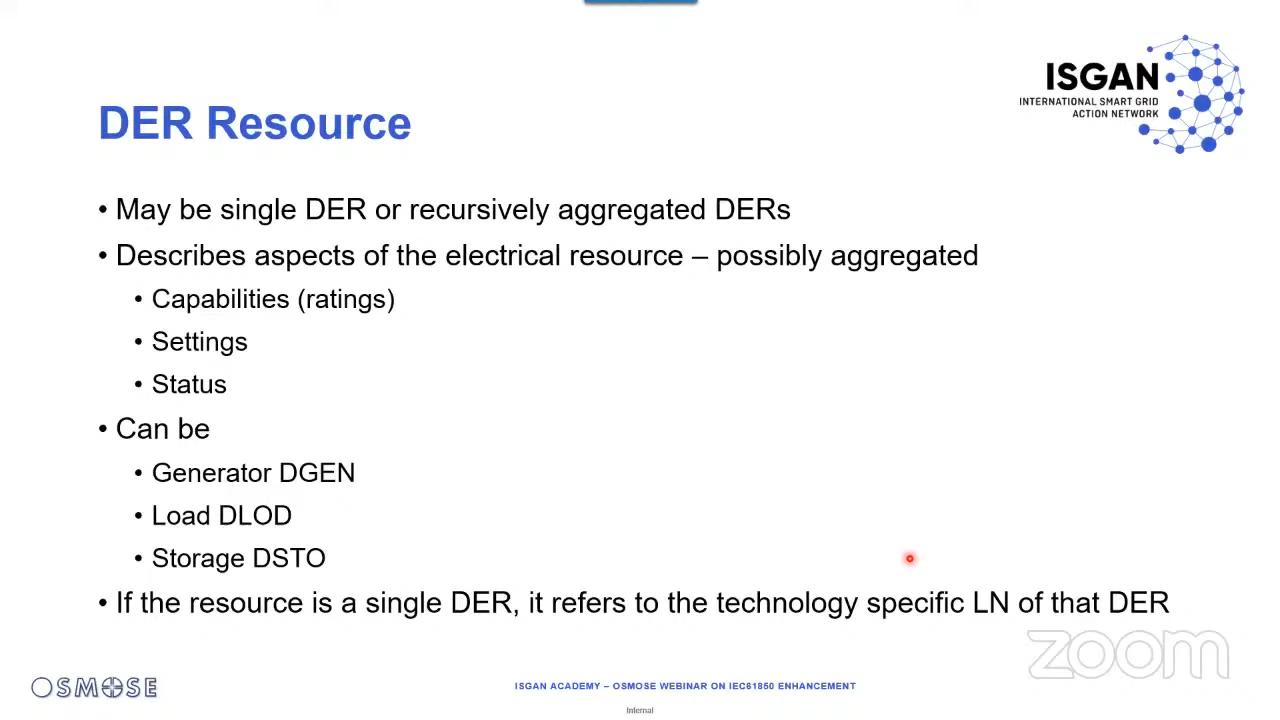 ISGAN
INTERNATIONAL SMART GRID
ACTION NETWORK
DER Resource
• May be single DER or recursively aggregated DERs
• Describes aspects of the electrical resource – possibly aggregated
• Capabilities (ratings)
• Settings
• Status
• Can be
• Generator DGEN
• Load DLOD
• Storage DSTO
• If the resource is a single DER, it refers to the technology specific LN of that DER
zoom
OSMOSE
ISGAN ACADEMY – OSMOSE WEBINAR ON IEC61850 ENHANCEMENT
Internal